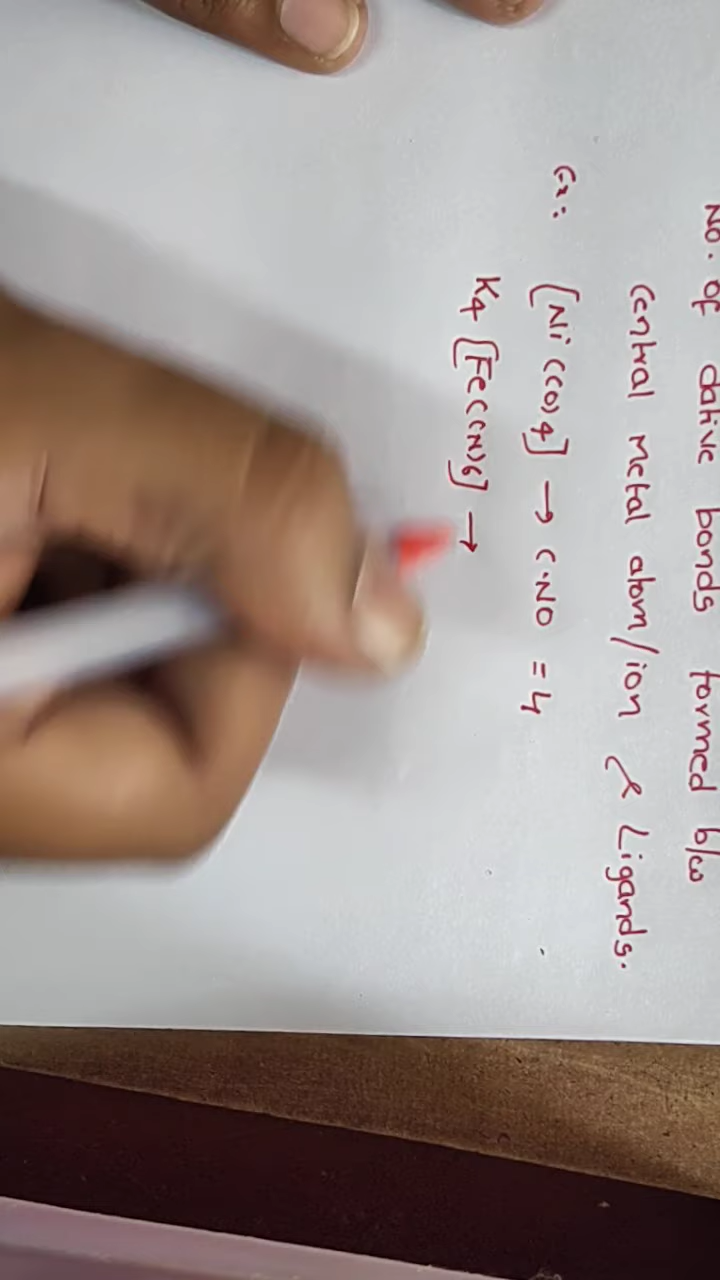 No. of dative bonds formed b/w
central metal atom/ion & Ligands.
Ex: [Ni(CO)4] → C.NO = 4
K4[Fe(CN)6] →